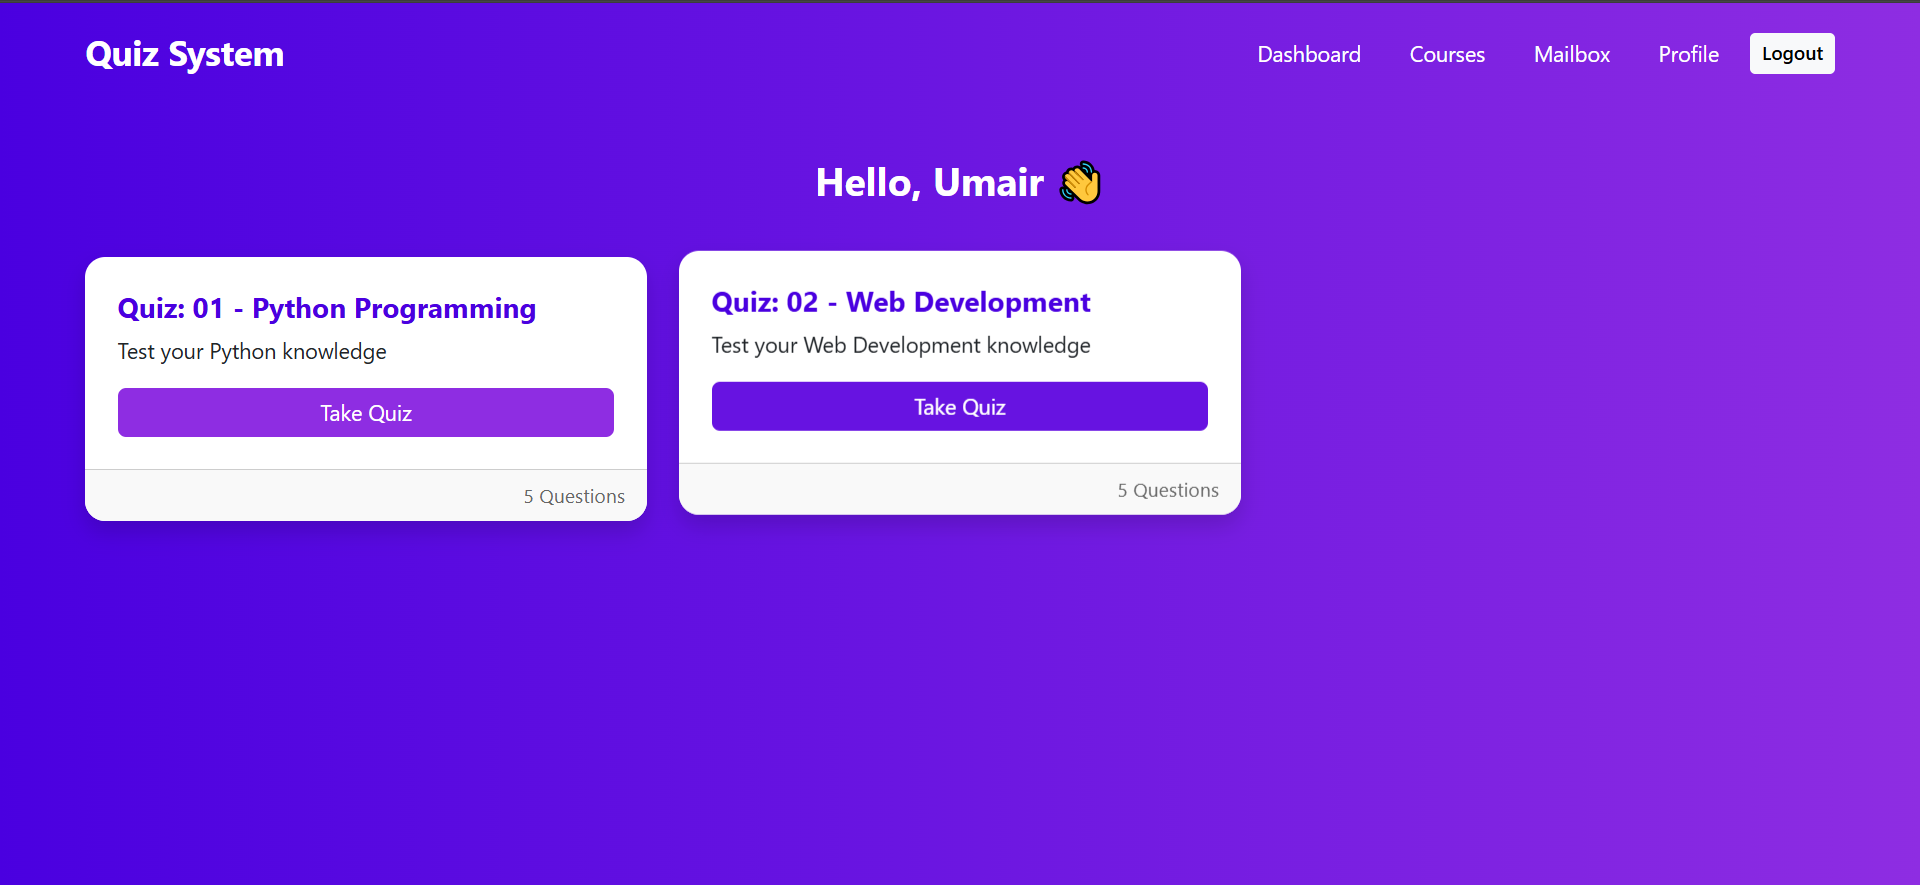 Quiz System
Dashboard
Courses
Mailbox
Profile
Logout
Hello, Umair 👋
Quiz: 01 - Python Programming
Test your Python knowledge
Take Quiz
5 Questions
Quiz: 02 - Web Development
Test your Web Development knowledge
Take Quiz
5 Questions